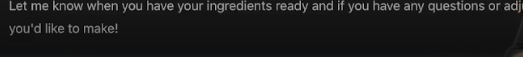 Let me know when you have your ingredients ready and if you have any questions or
you'd like to make!